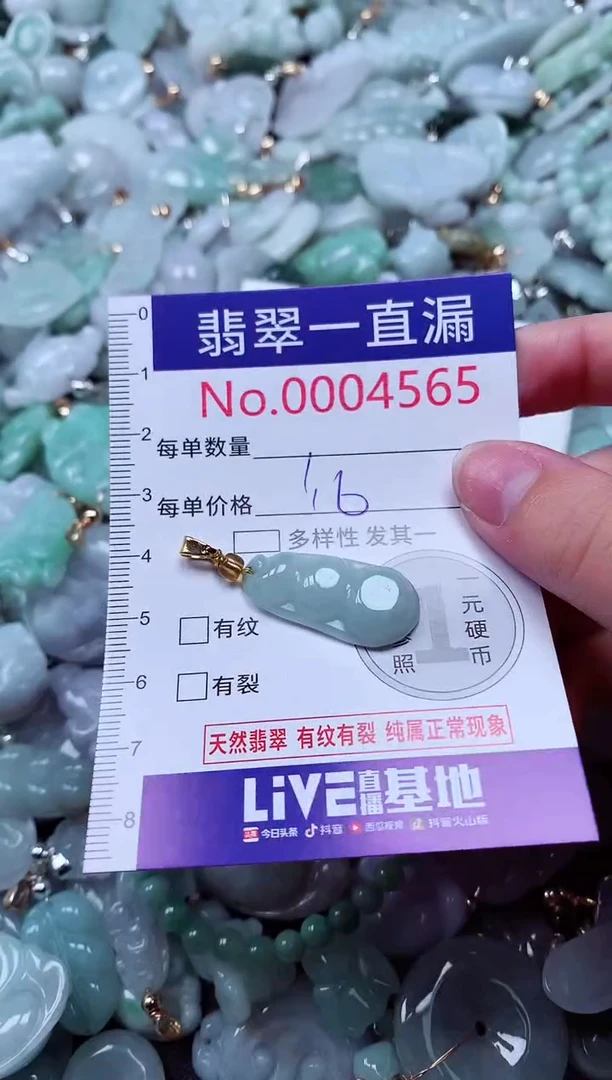 0
翡翠一直漏
1
No.0004565
2
每单数量
3
每单价格 16
多样性 发其一
4
一元硬币
5
有纹
照
6
有裂
天然翡翠 有纹有裂 纯属正常现象
7
LiVE直播基地
8
今日头条 抖音 西瓜视频 抖音火山版